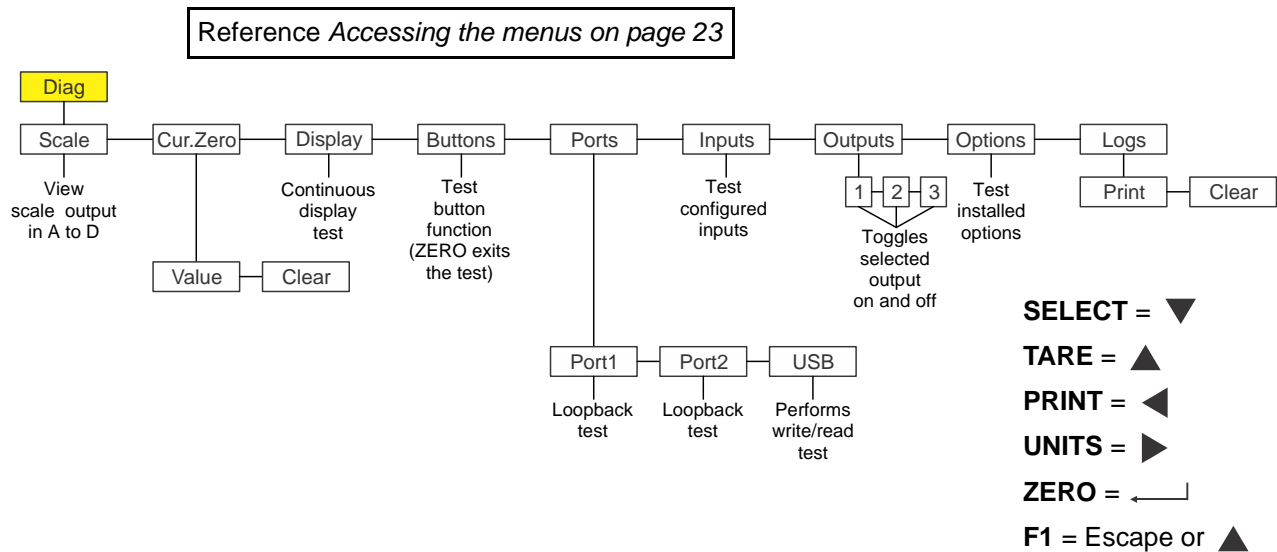 Reference Accessing the menus on page 23
Diag
Scale
Cur.Zero
Display
Buttons
Ports
Inputs
Outputs
Options
Logs
View
scale output
in A to D
Continuous
display
test
Test
button
function
(ZERO exits
the test)
Test
configured
inputs
1
2
3
Toggles
selected
output
on and off
Test
installed
options
Print
Clear
Value
Clear
Port1
Port2
USB
Loopback
test
Loopback
test
Performs
write/read
test
SELECT = ▼
TARE = ▲
PRINT = ◀
UNITS = ▶
ZERO = ↵
F1 = Escape or ▲